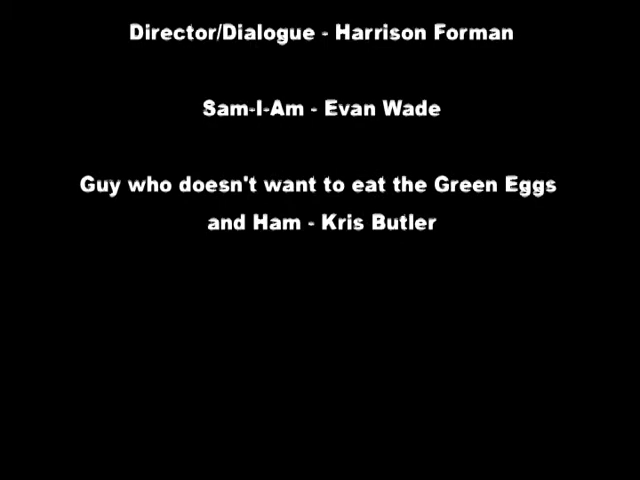 Director/Dialogue - Harrison Forman
Sam-I-Am - Evan Wade
Guy who doesn't want to eat the Green Eggs
and Ham - Kris Butler